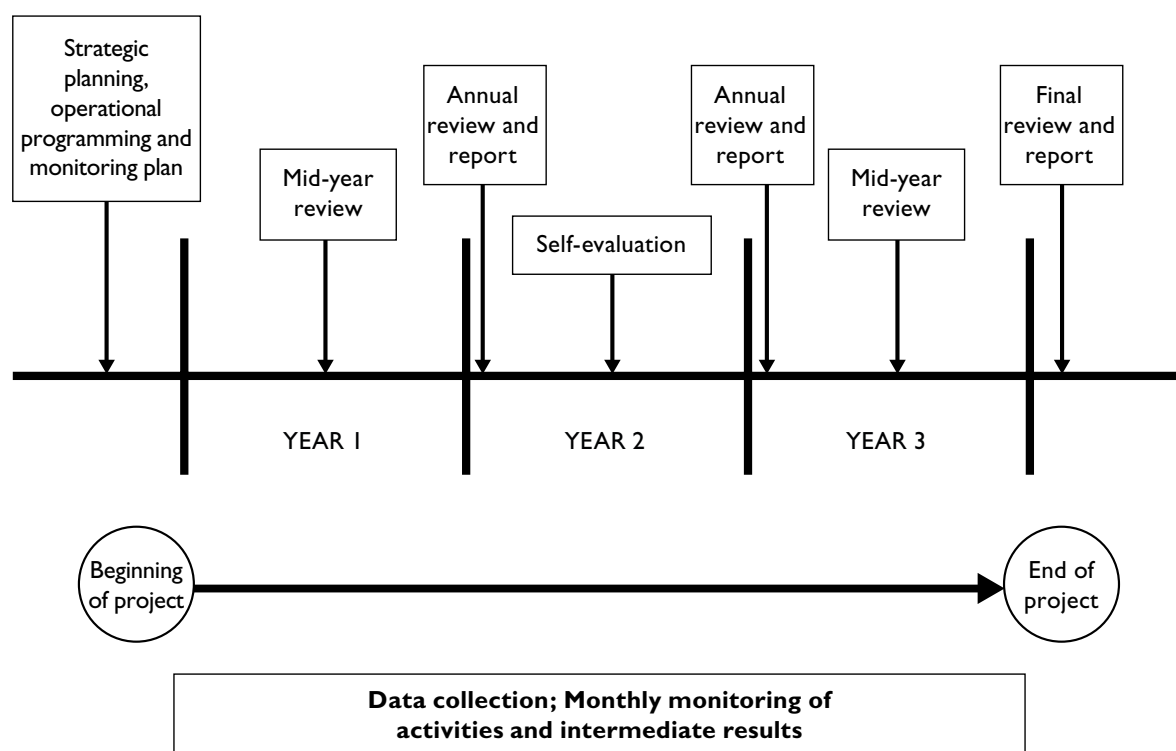 Strategic
planning,
operational
programming and
monitoring plan
Mid-year
review
Annual
review and
report
Self-evaluation
Annual
review and
report
Mid-year
review
Final
review and
report
YEAR 1
YEAR 2
YEAR 3
Beginning
of project
End of
project
Data collection; Monthly monitoring of
activities and intermediate results